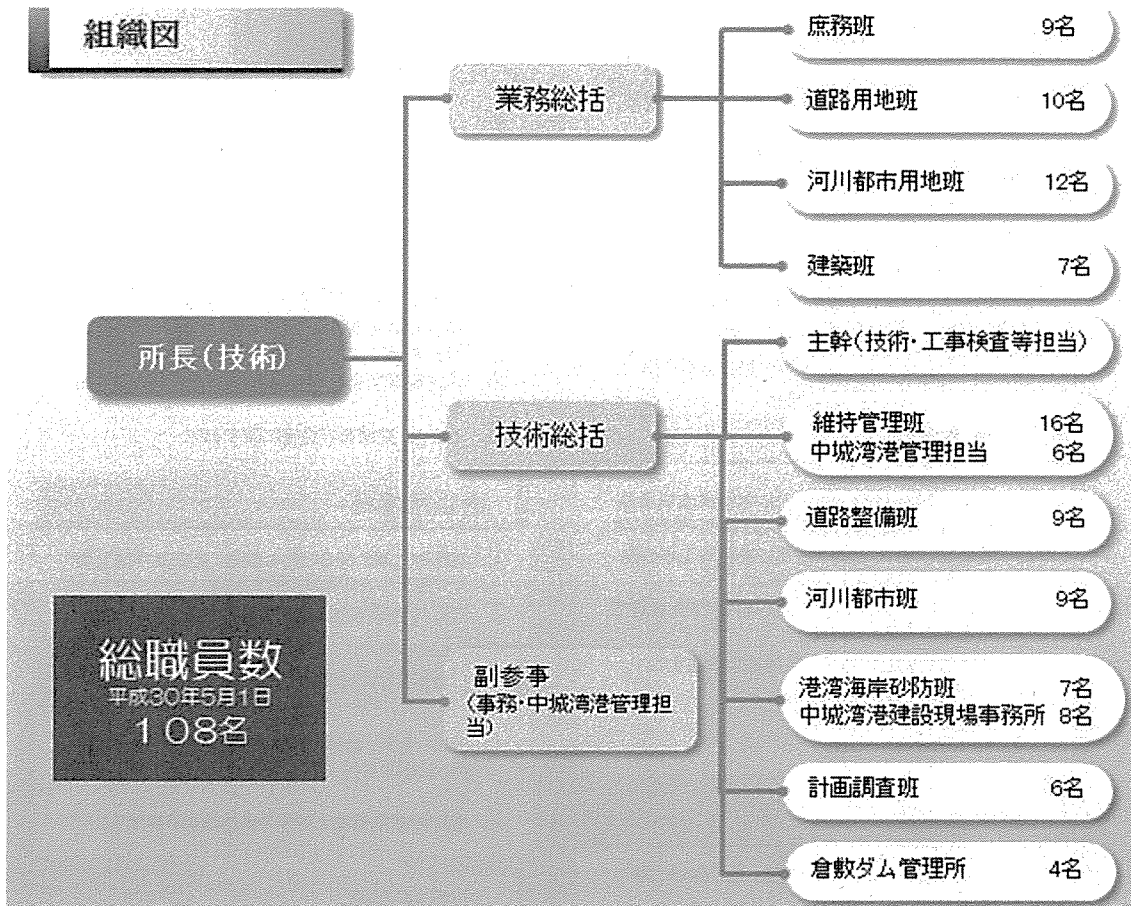 組織図
庶務班 9名
業務総括
道路用地班 10名
河川都市用地班 12名
建築班 7名
所長(技術)
主幹(技術・工事検査等担当)
技術総括
維持管理班 16名
中城湾港管理担当 6名
道路整備班 9名
河川都市班 9名
総職員数
平成30年5月1日
108名
副参事
(事務・中城湾港管理担
当)
港湾海岸砂防班 7名
中城湾港建設現場事務所 8名
計画調査班 6名
倉敷ダム管理所 4名